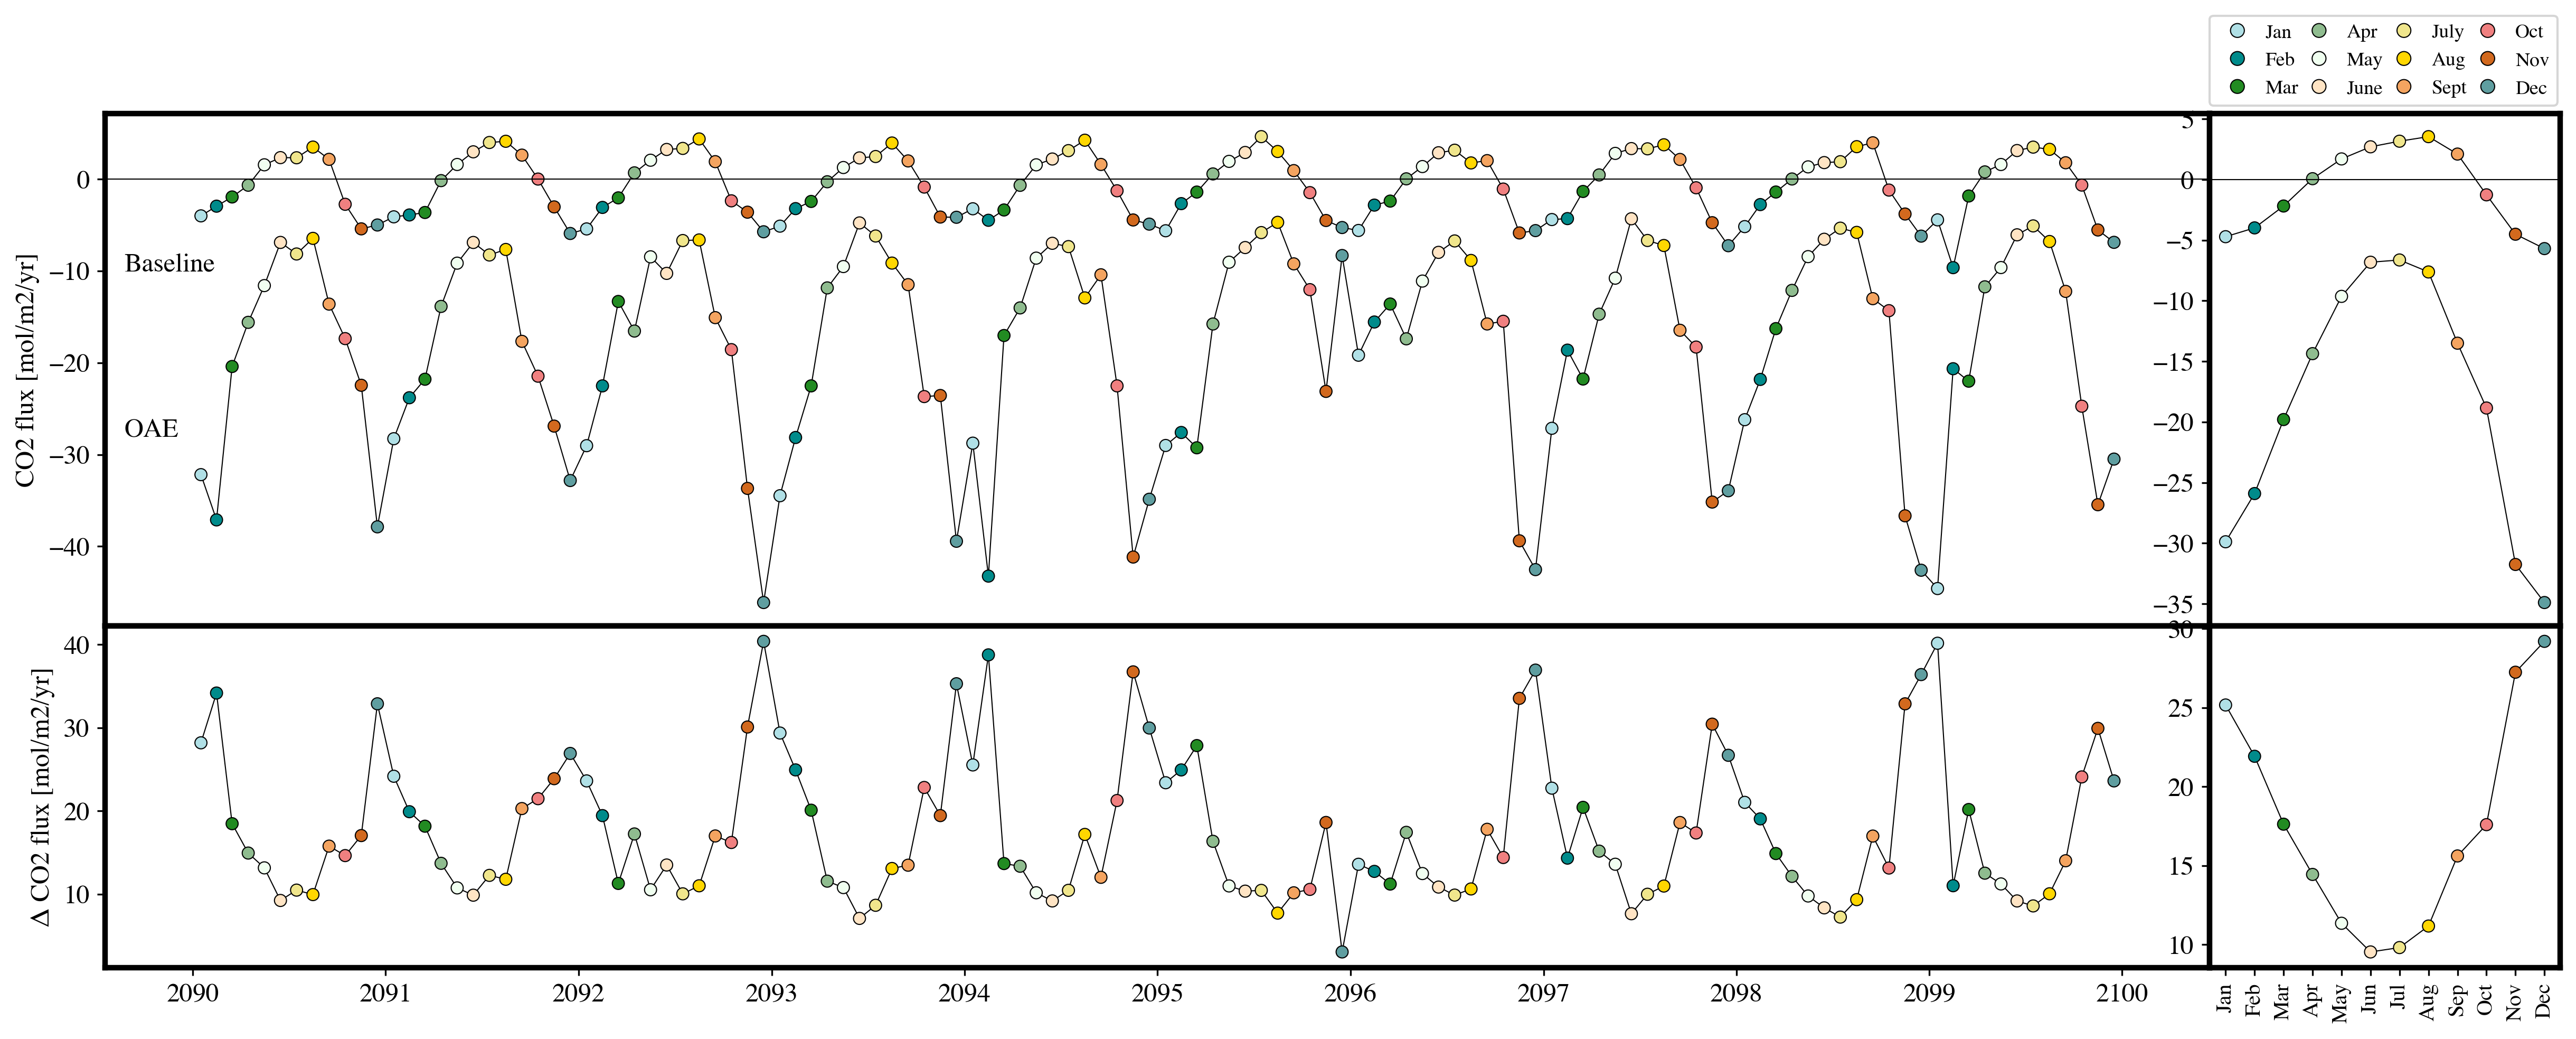 Jan Apr July Oct
Feb May Aug Nov
Mar June Sept Dec
CO2 flux [mol/m2/yr]
0
−10
−20
−30
−40
Baseline
OAE
5
0
−5
−10
−15
−20
−25
−30
−35
Δ CO2 flux [mol/m2/yr]
40
30
20
10
30
25
20
15
10
2090 2091 2092 2093 2094 2095 2096 2097 2098 2099 2100
Jan Feb Mar Apr May Jun Jul Aug Sep Oct Nov Dec